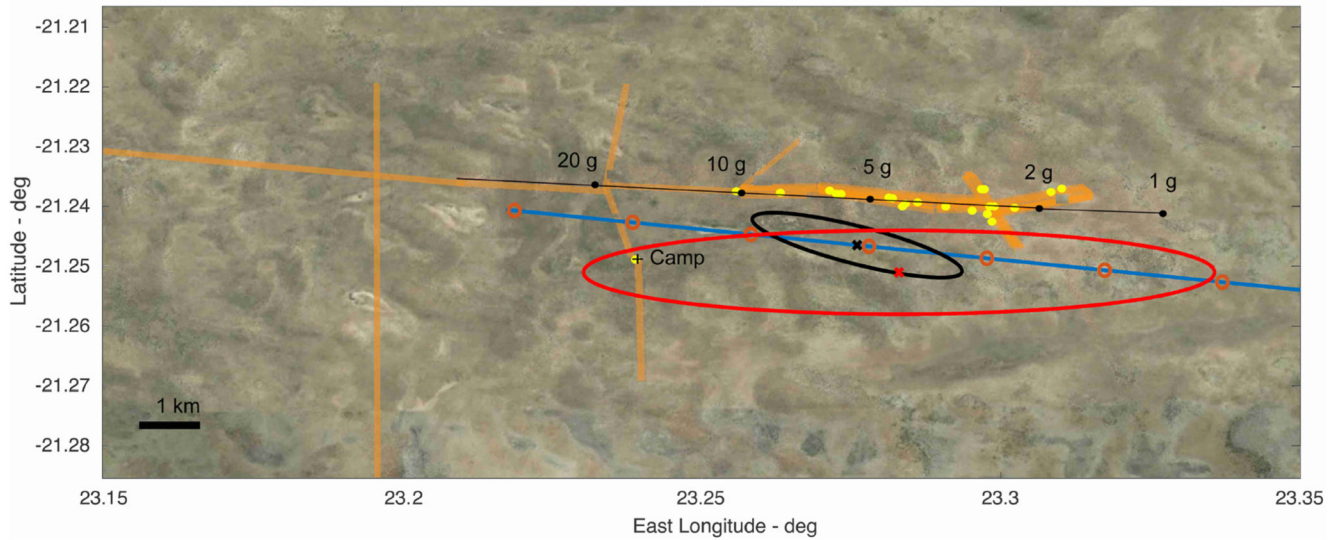 -21.21
-21.22
-21.23
-21.24
-21.25
-21.26
-21.27
-21.28
Latitude - deg
20 g
10 g
5 g
2 g
1 g
Camp
1 km
23.15
23.2
23.25
23.3
23.35
East Longitude - deg